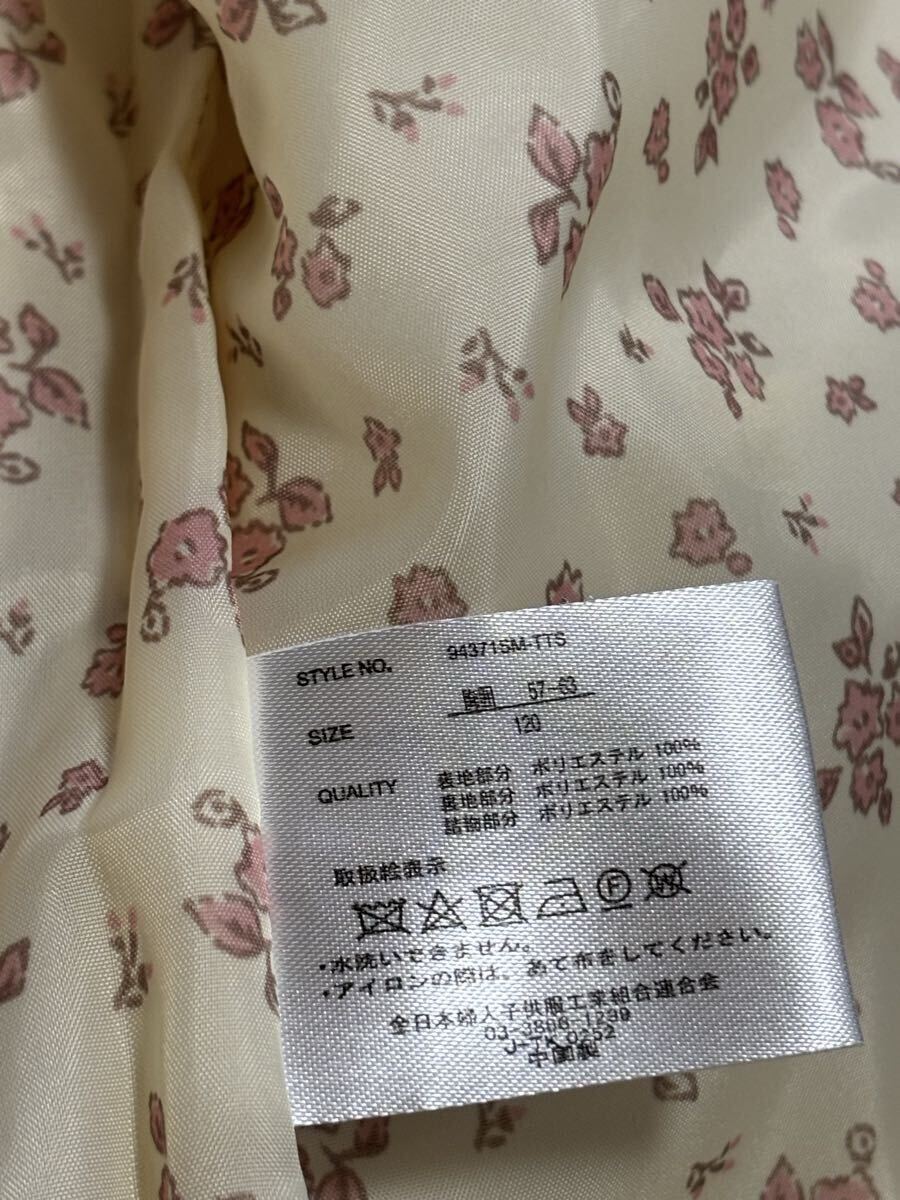 STYLE NO. 94371SM-TTS
SIZE 胸囲 57-63
120
QUALITY 表地部分 ポリエステル 100%
裏地部分 ポリエステル 100%
詰物部分 ポリエステル 100%
取扱絵表示
F W
・水洗いできません。
・アイロンの際は、あて布をしてください。
全日本婦人子供服工業組合連合会
03-3806-1239
J-TK 0252
中国製